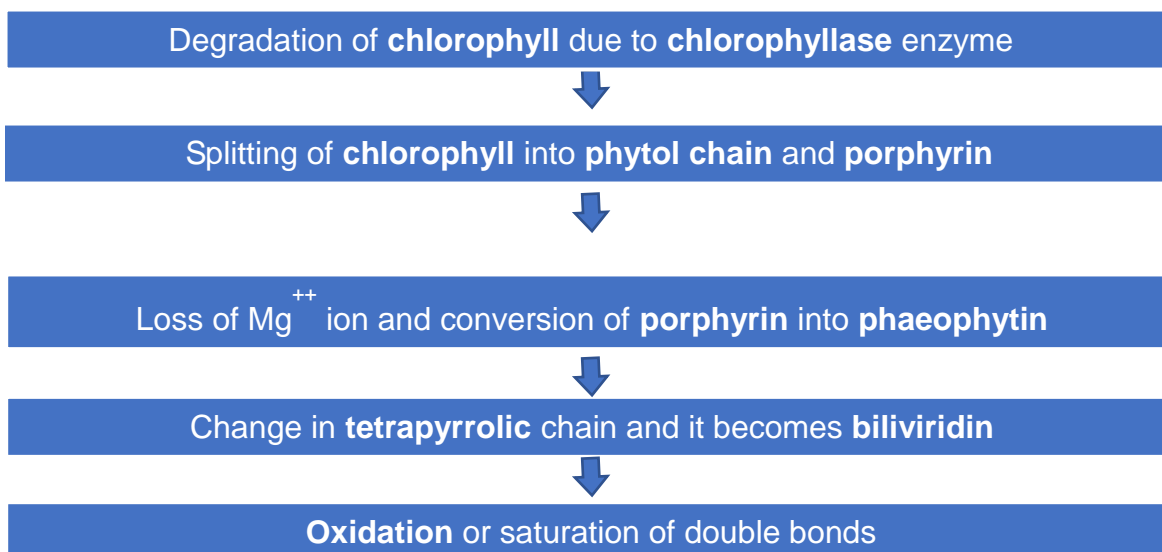 Degradation of chlorophyll due to chlorophyllase enzyme
Splitting of chlorophyll into phytol chain and porphyrin
Loss of Mg++ ion and conversion of porphyrin into phaeophytin
Change in tetrapyrrolic chain and it becomes biliviridin
Oxidation or saturation of double bonds